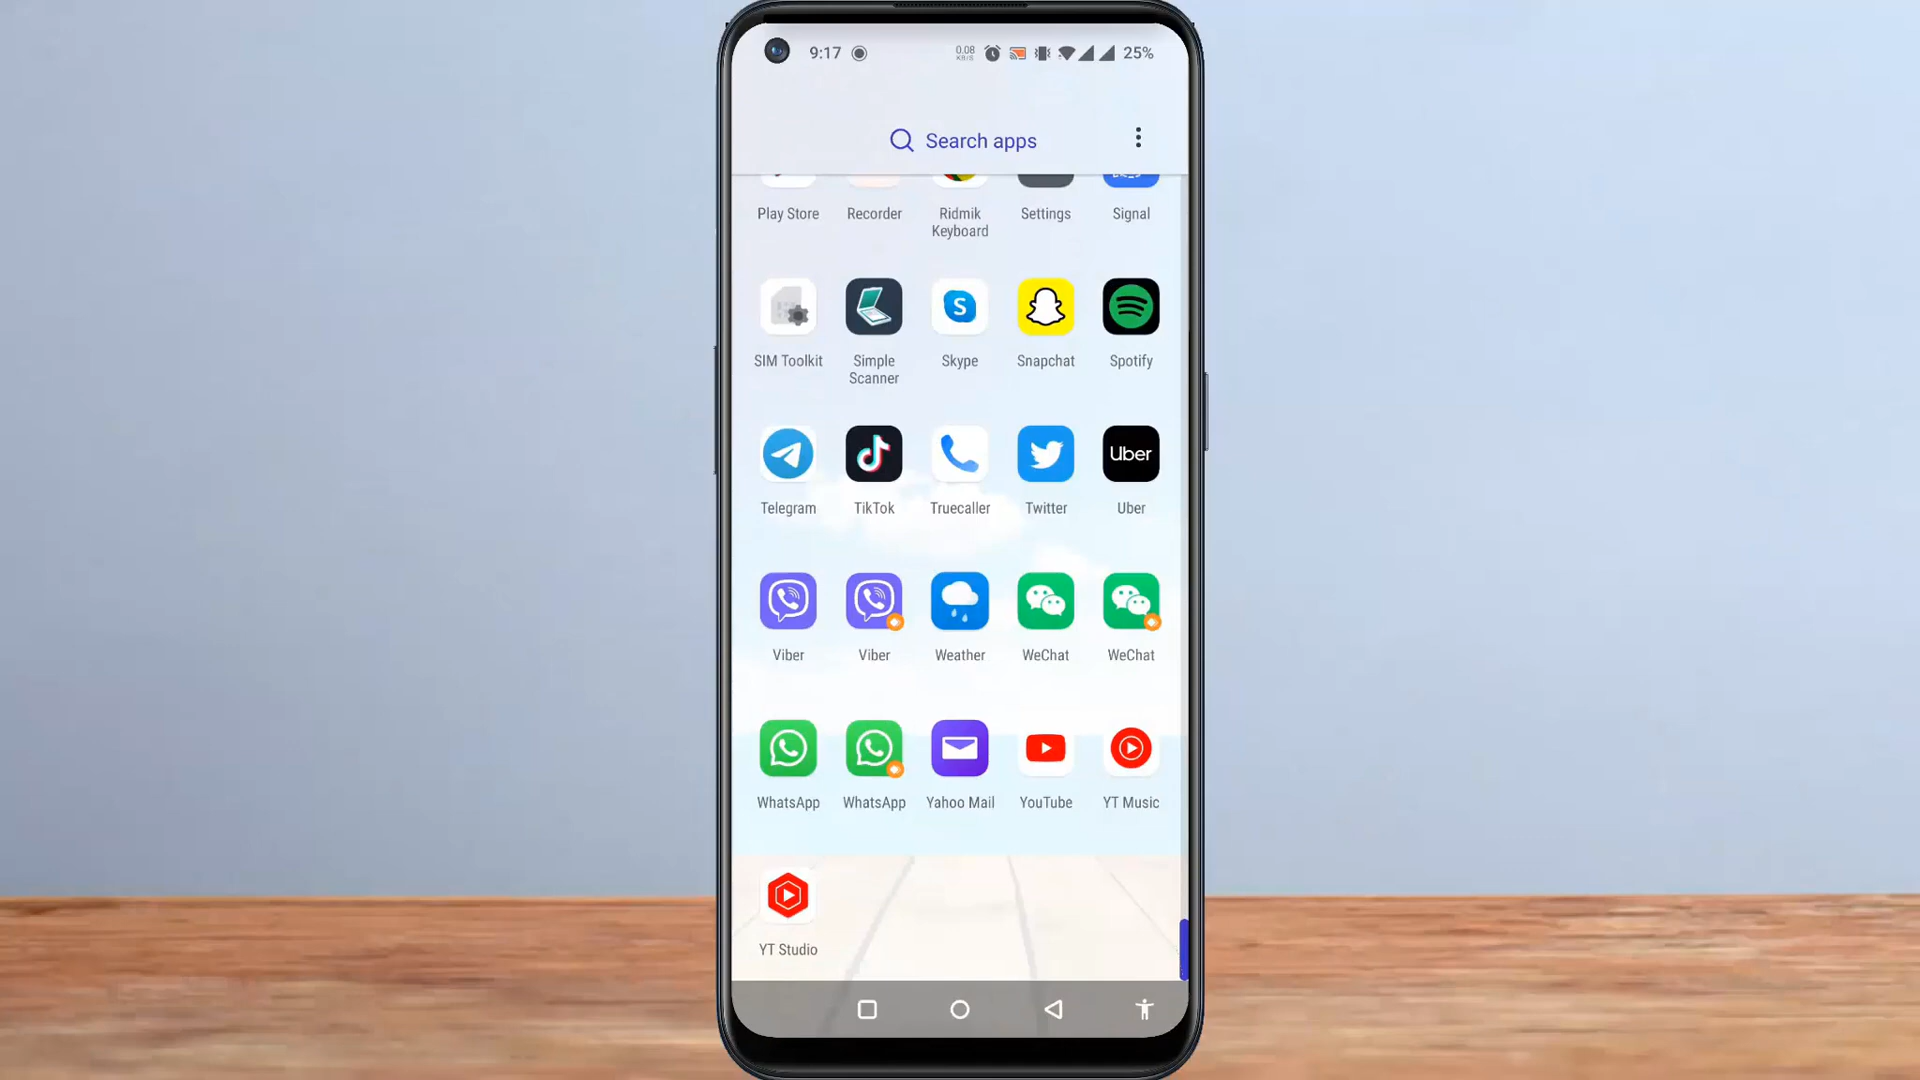 9:17
0.08
KB/S
25%
Search apps
Play Store
Recorder
Ridmik
Keyboard
Settings
Signal
SIM Toolkit
Simple
Scanner
Skype
Snapchat
Spotify
Telegram
TikTok
Truecaller
Twitter
Uber
Uber
Viber
Viber
Weather
WeChat
WeChat
WhatsApp
WhatsApp
Yahoo Mail
YouTube
YT Music
YT Studio